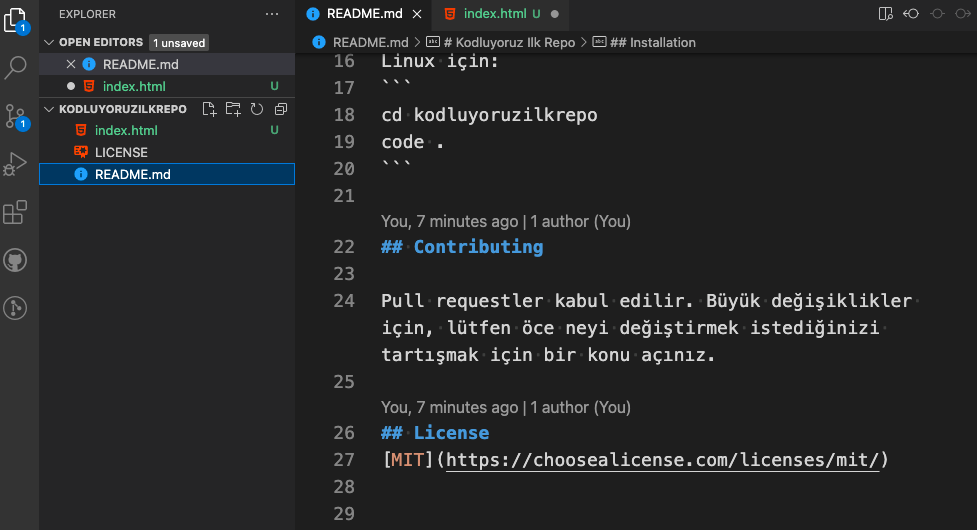 EXPLORER
README.md
index.html U
README.md > # Kodluyoruz Ilk Repo > ## Installation
OPEN EDITORS 1 unsaved
README.md
index.html U
KODLUYORUZILKREPO
index.html U
LICENSE
README.md
1
1
16 Linux için:
17 ```
18 cd kodluyoruzilkrepo
19 code .
20 ```
21
You, 7 minutes ago | 1 author (You)
22 ## Contributing
23
24 Pull requestler kabul edilir. Büyük değişiklikler
için, lütfen öce neyi değiştirmek istediğinizi
tartışmak için bir konu açınız.
25
You, 7 minutes ago | 1 author (You)
26 ## License
27 [MIT](https://choosealicense.com/licenses/mit/)
28
29